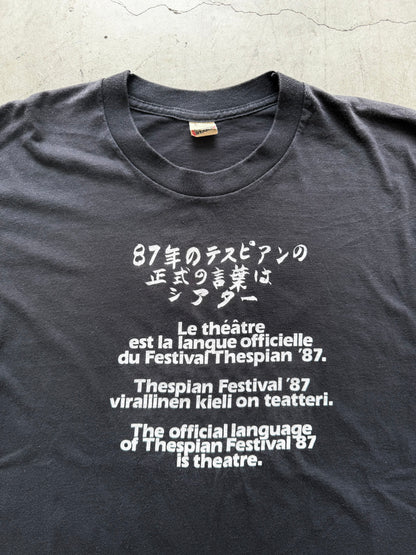 87年のテスピアンの
正式の言葉は
シアター
Le théâtre
est la lanque officielle
du Festival Thespian '87.
Thespian Festival '87
virallinen kieli on teatteri.
The official language
of Thespian Festival 87
is theatre.